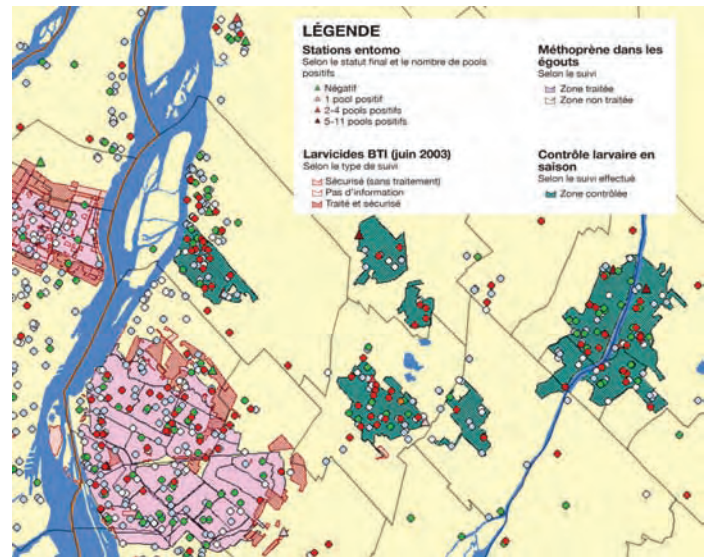 LÉGENDE
Stations entomo
Selon le statut final et le nombre de pools
positifs
Négatif
1 pool positif
2-4 pools positifs
5-11 pools positifs
Larvicides BTI (juin 2003)
Selon le type de suivi
Sécurisé (sans traitement)
Pas d'information
Traité et sécurisé
Méthoprène dans les
égouts
Selon le suivi
Zone traitée
Zone non traitée
Contrôle larvaire en
saison
Selon le suivi effectué
Zone contrôlée